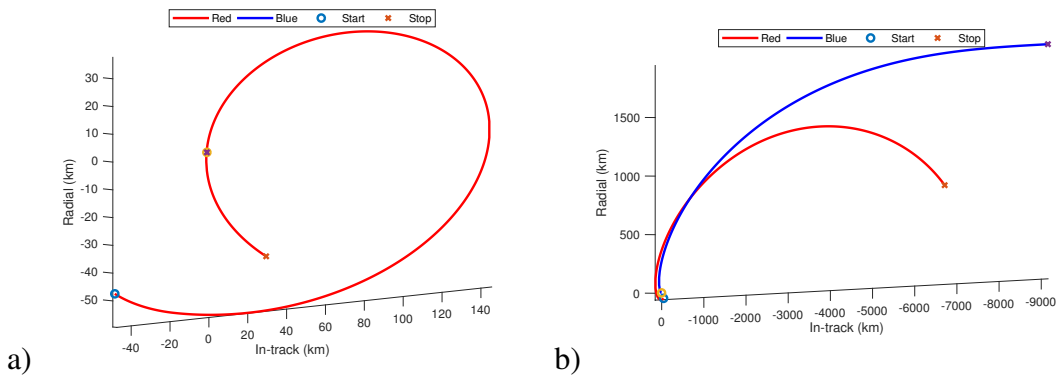 Red Blue Start Stop
30
20
10
0
-10
-20
-30
-40
-50
Radial (km)
-40 -20 0 20 40 60 80 100 120 140
In-track (km)
a)
Red Blue Start Stop
1500
1000
500
0
Radial (km)
0 -1000 -2000 -3000 -4000 -5000 -6000 -7000 -8000 -9000
In-track (km)
b)